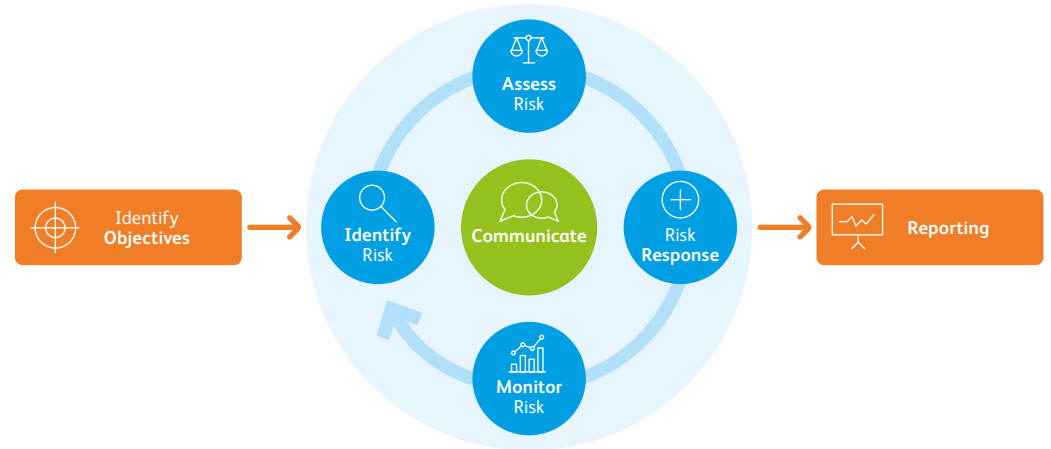 Identify
Objectives
Identify
Risk
Assess
Risk
Communicate
Risk
Response
Monitor
Risk
Reporting